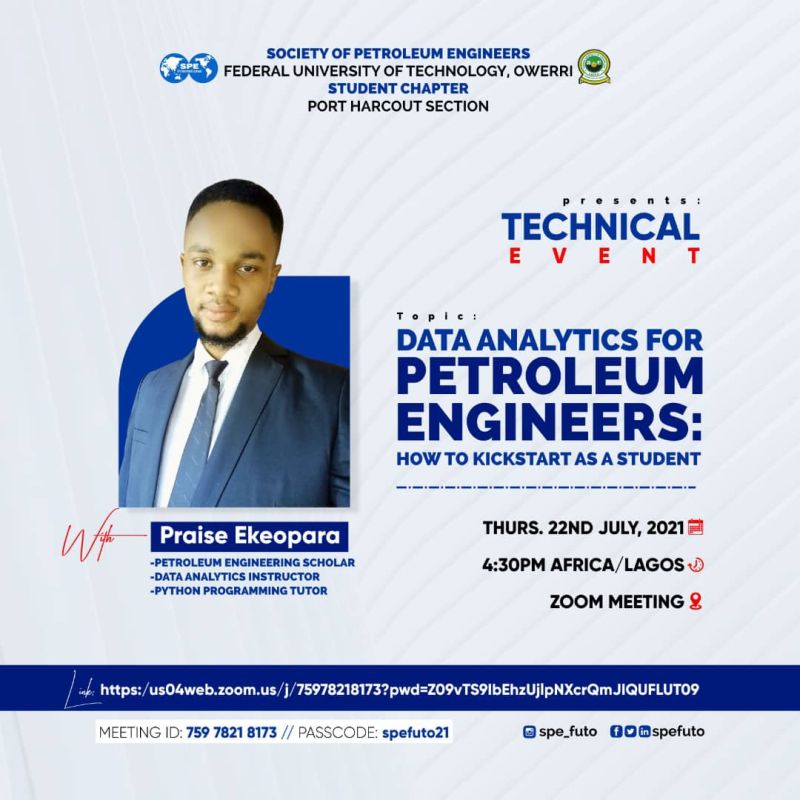 SPE
SOCIETY OF PETROLEUM ENGINEERS
FEDERAL UNIVERSITY OF TECHNOLOGY, OWERRI
STUDENT CHAPTER
PORT HARCOUT SECTION
presents:
TECHNICAL
EVENT
Topic:
DATA ANALYTICS FOR
PETROLEUM
ENGINEERS:
HOW TO KICKSTART AS A STUDENT
With
Praise Ekeopara
-PETROLEUM ENGINEERING SCHOLAR
-DATA ANALYTICS INSTRUCTOR
-PYTHON PROGRAMMING TUTOR
THURS. 22ND JULY, 2021
4:30PM AFRICA/LAGOS
ZOOM MEETING
Link: https:/us04web.zoom.us/j/75978218173?pwd=Z09vTS9lbEhzUjlpNXcrQmJIQUFLUT09
MEETING ID: 759 7821 8173 // PASSCODE: spefuto21
spe_futo spefuto